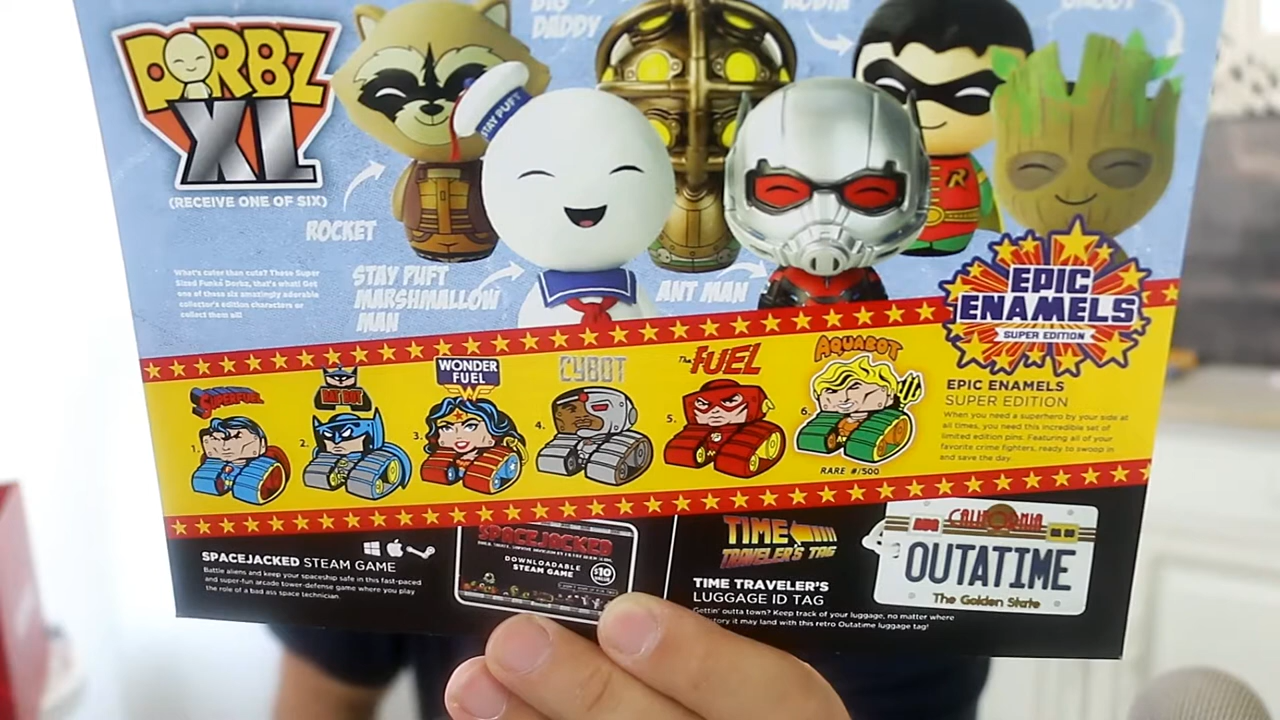 BIG
DADDY
ROBIN
GROOT
DORBZ
XL
(RECEIVE ONE OF SIX)
STAY PUFT
ROCKET
STAY PUFT
MARSHMALLOW
MAN
ANT MAN
R
What's cuter than cute? These Super
Sized Funko Dorbz, that's what! Get
one of these six amazingly adorable
collector's edition characters or
collect them all!
EPIC
ENAMELS
SUPER EDITION
SUPERFUEL
BAT BOT
WONDER
FUEL
CYBOT
The FUEL
AQUABOT
1.
2.
3.
4.
5.
6.
RARE #/500
EPIC ENAMELS
SUPER EDITION
When you need a superhero by your side at
all times, you need this incredible set of
limited edition pins. Featuring all of your
favorite crime fighters, ready to swoop in
and save the day.
SPACEJACKED STEAM GAME
Battle aliens and keep your spaceship safe in this fast-paced
and super-fun arcade tower-defense game where you play
the role of a bad ass space technician.
SPACEJACKED
DOWNLOADABLE
STEAM GAME
$10
TIME
TRAVELER'S TAG
TIME TRAVELER'S
LUGGAGE ID TAG
Gettin' outta town? Keep track of your luggage, no matter where
it may land with this retro Outatime luggage tag!
CALIFORNIA
OUTATIME
The Golden State